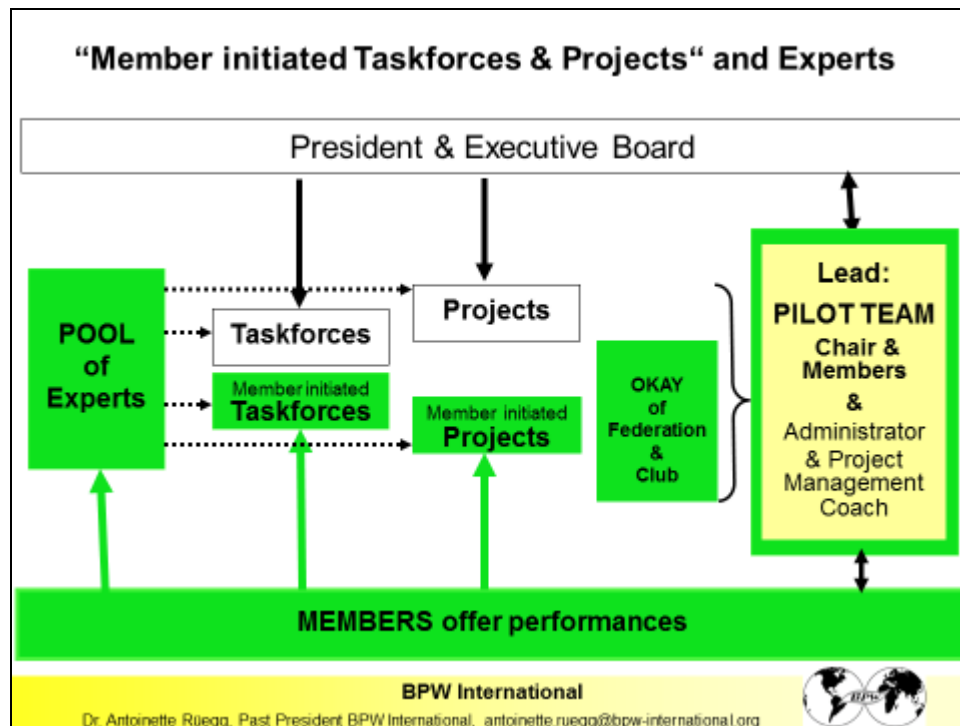 “Member initiated Taskforces & Projects“ and Experts
President & Executive Board
POOL
of
Experts
Taskforces
Member initiated
Taskforces
Projects
Member initiated
Projects
OKAY
of
Federation
&
Club
Lead:
PILOT TEAM
Chair &
Members
&
Administrator
& Project
Management
Coach
MEMBERS offer performances
BPW International
Dr. Antoinette Rüegg, Past President BPW International, antoinette.ruegg@bpw-international.org
BPW